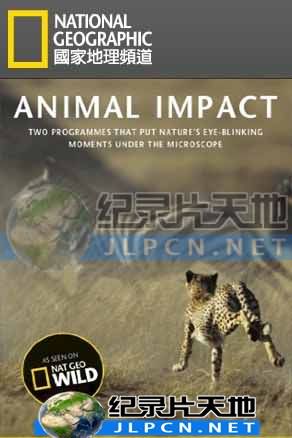 NATIONAL
GEOGRAPHIC
國家地理頻道
ANIMAL IMPACT
TWO PROGRAMMES THAT PUT NATURE'S EYE-BLINKING
MOMENTS UNDER THE MICROSCOPE
纪录片天地
JLPCN.NET
AS SEEN ON
NAT GEO
WILD
纪录片天地
JLPCN.NET